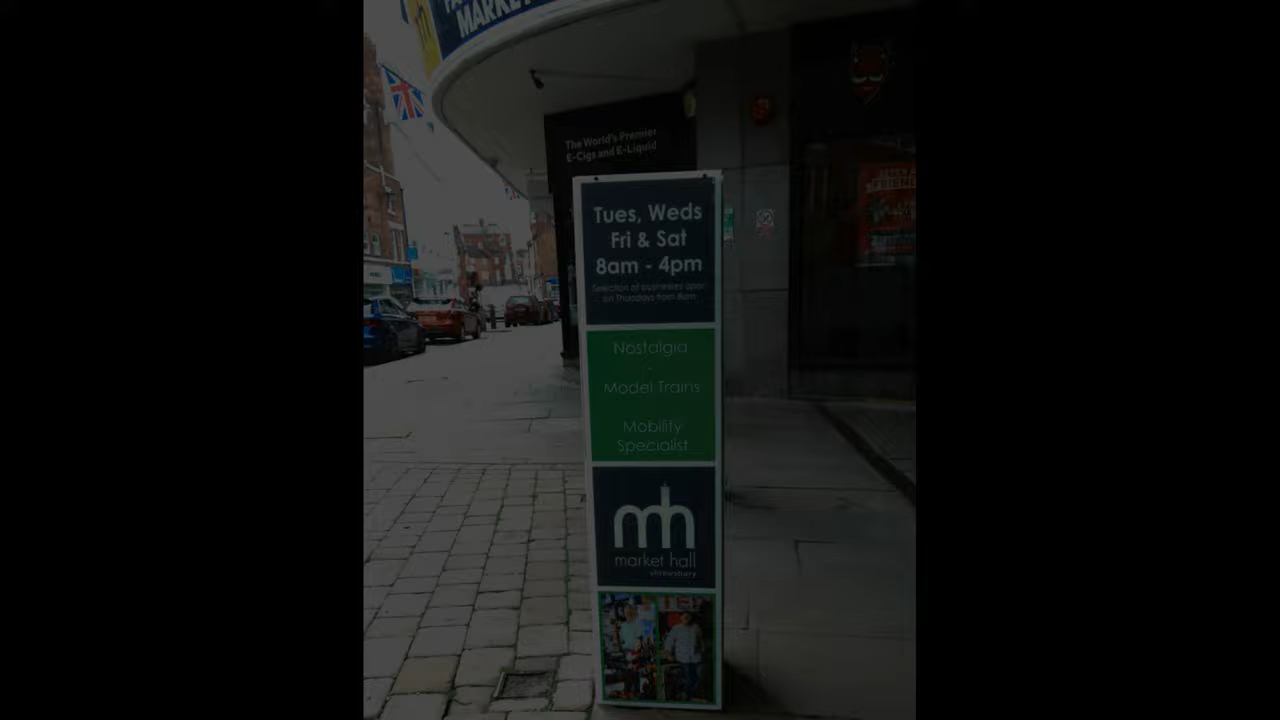 MARKET
The World's Premier
E-Cigs and E-Liquid
Tues, Weds
Fri & Sat
8am - 4pm
Selection of businesses open
on Thursdays from 8am
Nostalgia
-
Model Trains
Mobility
Specialist
mh
market hall
shrewsbury